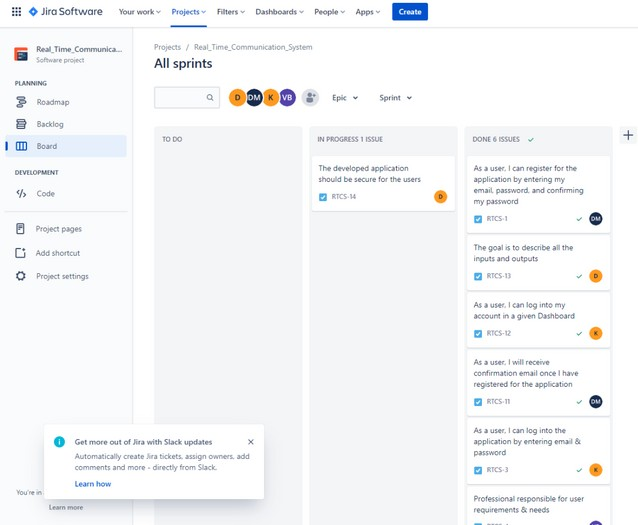 Jira Software
Your work
Projects
Filters
Dashboards
People
Apps
Create
Real_Time_Communica...
Software project
PLANNING
Roadmap
Backlog
Board
DEVELOPMENT
Code
Project pages
Add shortcut
Project settings
You're in
Learn more
Projects / Real_Time_Communication_System
All sprints
D DM K VB
Epic
Sprint
TO DO
IN PROGRESS 1 ISSUE
The developed application
should be secure for the users
RTCS-14
D
DONE 6 ISSUES
As a user, I can register for the
application by entering my
email, password, and confirming
my password
RTCS-1
DM
The goal is to describe all the
inputs and outputs
RTCS-13
D
As a user, I can log into my
account in a given Dashboard
RTCS-12
K
As a user, I will receive
confirmation email once I have
registered for the application
RTCS-11
DM
As a user, I can log into the
application by entering email &
password
RTCS-3
K
Professional responsible for user
requirements & needs
Get more out of Jira with Slack updates
Automatically create Jira tickets, assign owners, add
comments and more - directly from Slack.
Learn how